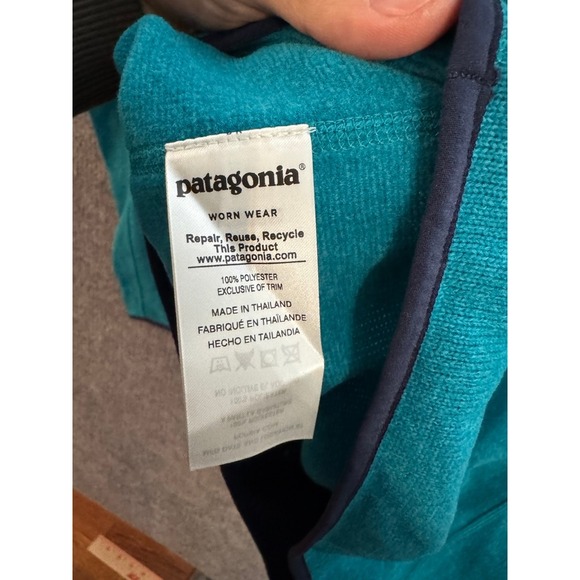 patagonia®
WORN WEAR
Repair, Reuse, Recycle
This Product
www.patagonia.com
100% POLYESTER
EXCLUSIVE OF TRIM
MADE IN THAILAND
FABRIQUÉ EN THAÏLANDE
HECHO EN TAILANDIA